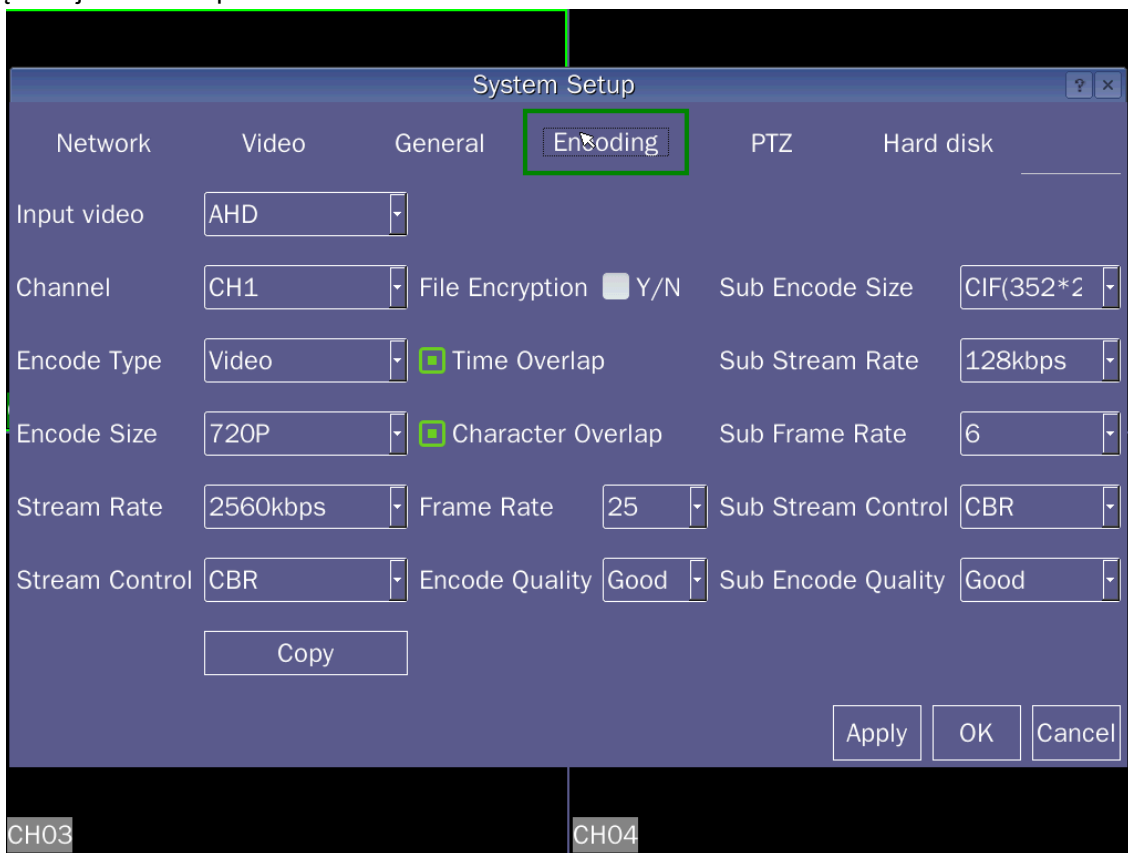 System Setup ? ×
Network Video General Encoding PTZ Hard disk
Input video AHD
Channel CH1 File Encryption Y/N Sub Encode Size CIF(352*2
Encode Type Video Time Overlap Sub Stream Rate 128kbps
Encode Size 720P Character Overlap Sub Frame Rate 6
Stream Rate 2560kbps Frame Rate 25 Sub Stream Control CBR
Stream Control CBR Encode Quality Good Sub Encode Quality Good
Copy
Apply OK Cancel
CH03 CH04